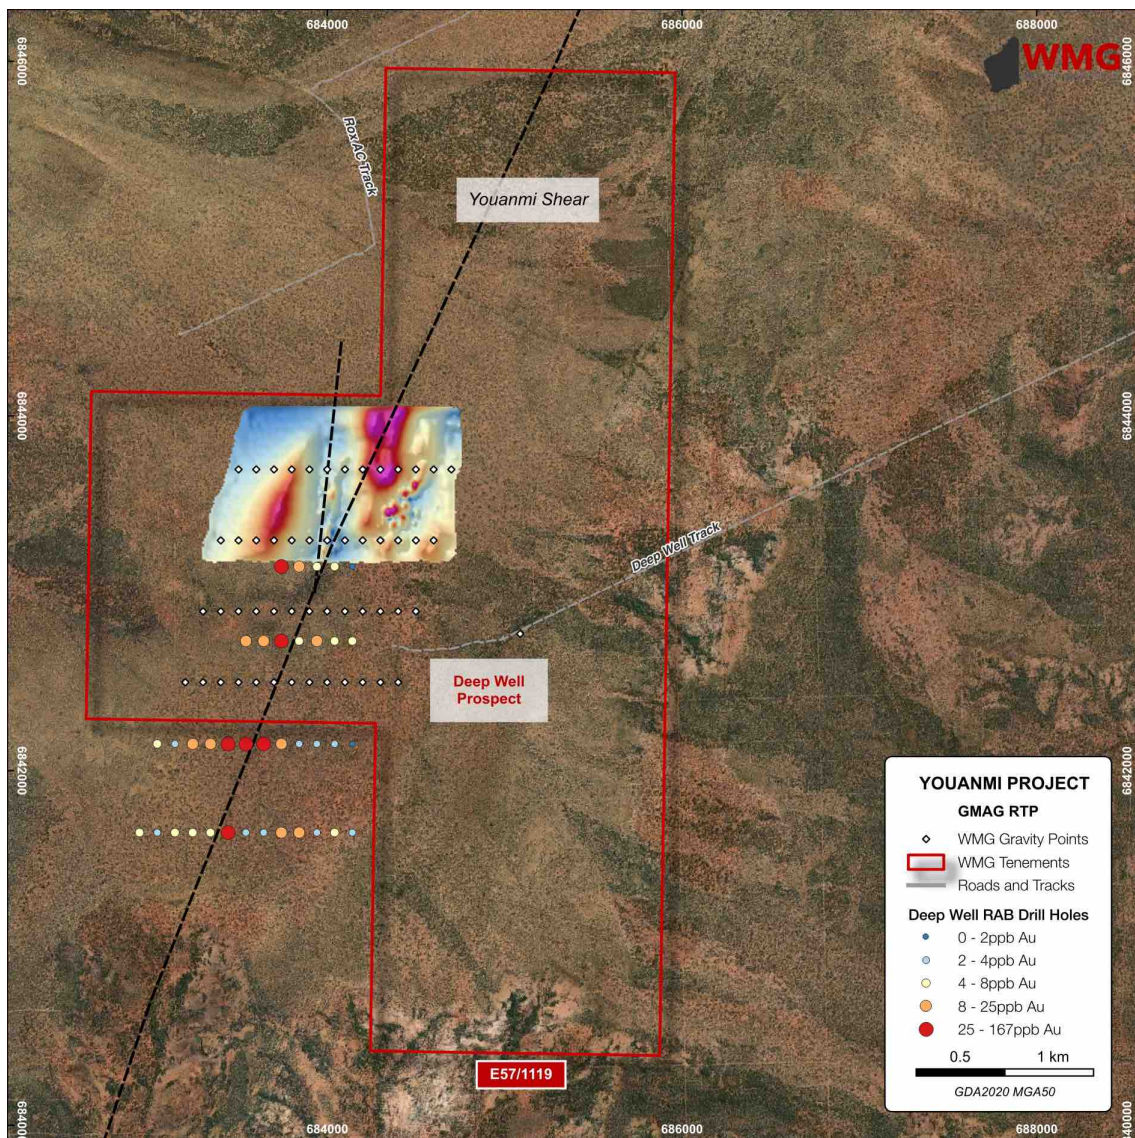 684000
686000
688000
6846000
6846000
WMG
Rox AC Track
Youanmi Shear
6844000
6844000
Deep Well Track
Deep Well
Prospect
6842000
6842000
YOUANMI PROJECT
GMAG RTP
WMG Gravity Points
WMG Tenements
Roads and Tracks
Deep Well RAB Drill Holes
0 - 2ppb Au
2 - 4ppb Au
4 - 8ppb Au
8 - 25ppb Au
25 - 167ppb Au
0.5
1 km
GDA2020 MGA50
E57/1119
684000
686000
688000